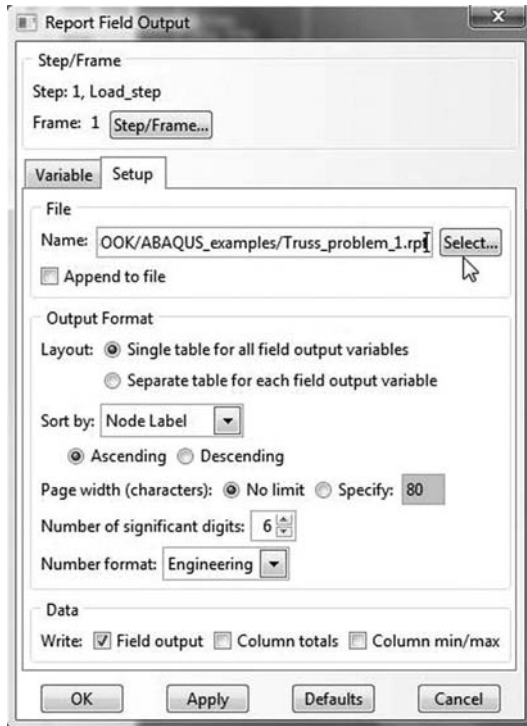 Report Field Output
Step/Frame
Step: 1, Load_step
Frame: 1 Step/Frame...
Variable Setup
File
Name: OOK/ABAQUS_examples/Truss_problem_1.rpt Select...
Append to file
Output Format
Layout: Single table for all field output variables
Separate table for each field output variable
Sort by: Node Label
Ascending Descending
Page width (characters): No limit Specify: 80
Number of significant digits: 6
Number format: Engineering
Data
Write: Field output Column totals Column min/max
OK Apply Defaults Cancel